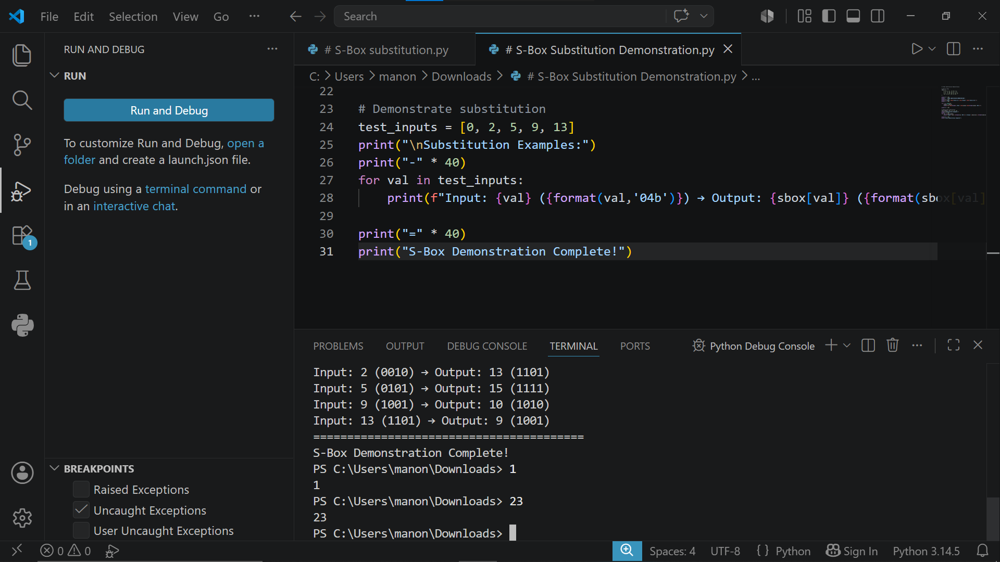 File Edit Selection View Go ... Search
RUN AND DEBUG ...
RUN
Run and Debug
To customize Run and Debug, open a
folder and create a launch.json file.
Debug using a terminal command or
in an interactive chat.
BREAKPOINTS
Raised Exceptions
Uncaught Exceptions
User Uncaught Exceptions
1
# S-Box substitution.py # S-Box Substitution Demonstration.py
C: > Users > manon > Downloads > # S-Box Substitution Demonstration.py > ...
22
23 # Demonstrate substitution
24 test_inputs = [0, 2, 5, 9, 13]
25 print("\nSubstitution Examples:")
26 print("-" * 40)
27 for val in test_inputs:
28 print(f"Input: {val} ({format(val,'04b')}) → Output: {sbox[val]} ({format(sbox[val]
29
30 print("=" * 40)
31 print("S-Box Demonstration Complete!")
PROBLEMS OUTPUT DEBUG CONSOLE TERMINAL PORTS Python Debug Console
Input: 2 (0010) → Output: 13 (1101)
Input: 5 (0101) → Output: 15 (1111)
Input: 9 (1001) → Output: 10 (1010)
Input: 13 (1101) → Output: 9 (1001)
========================================
S-Box Demonstration Complete!
PS C:\Users\manon\Downloads> 1
1
PS C:\Users\manon\Downloads> 23
23
PS C:\Users\manon\Downloads>
0 0 Spaces: 4 UTF-8 {} Python Sign In Python 3.14.5